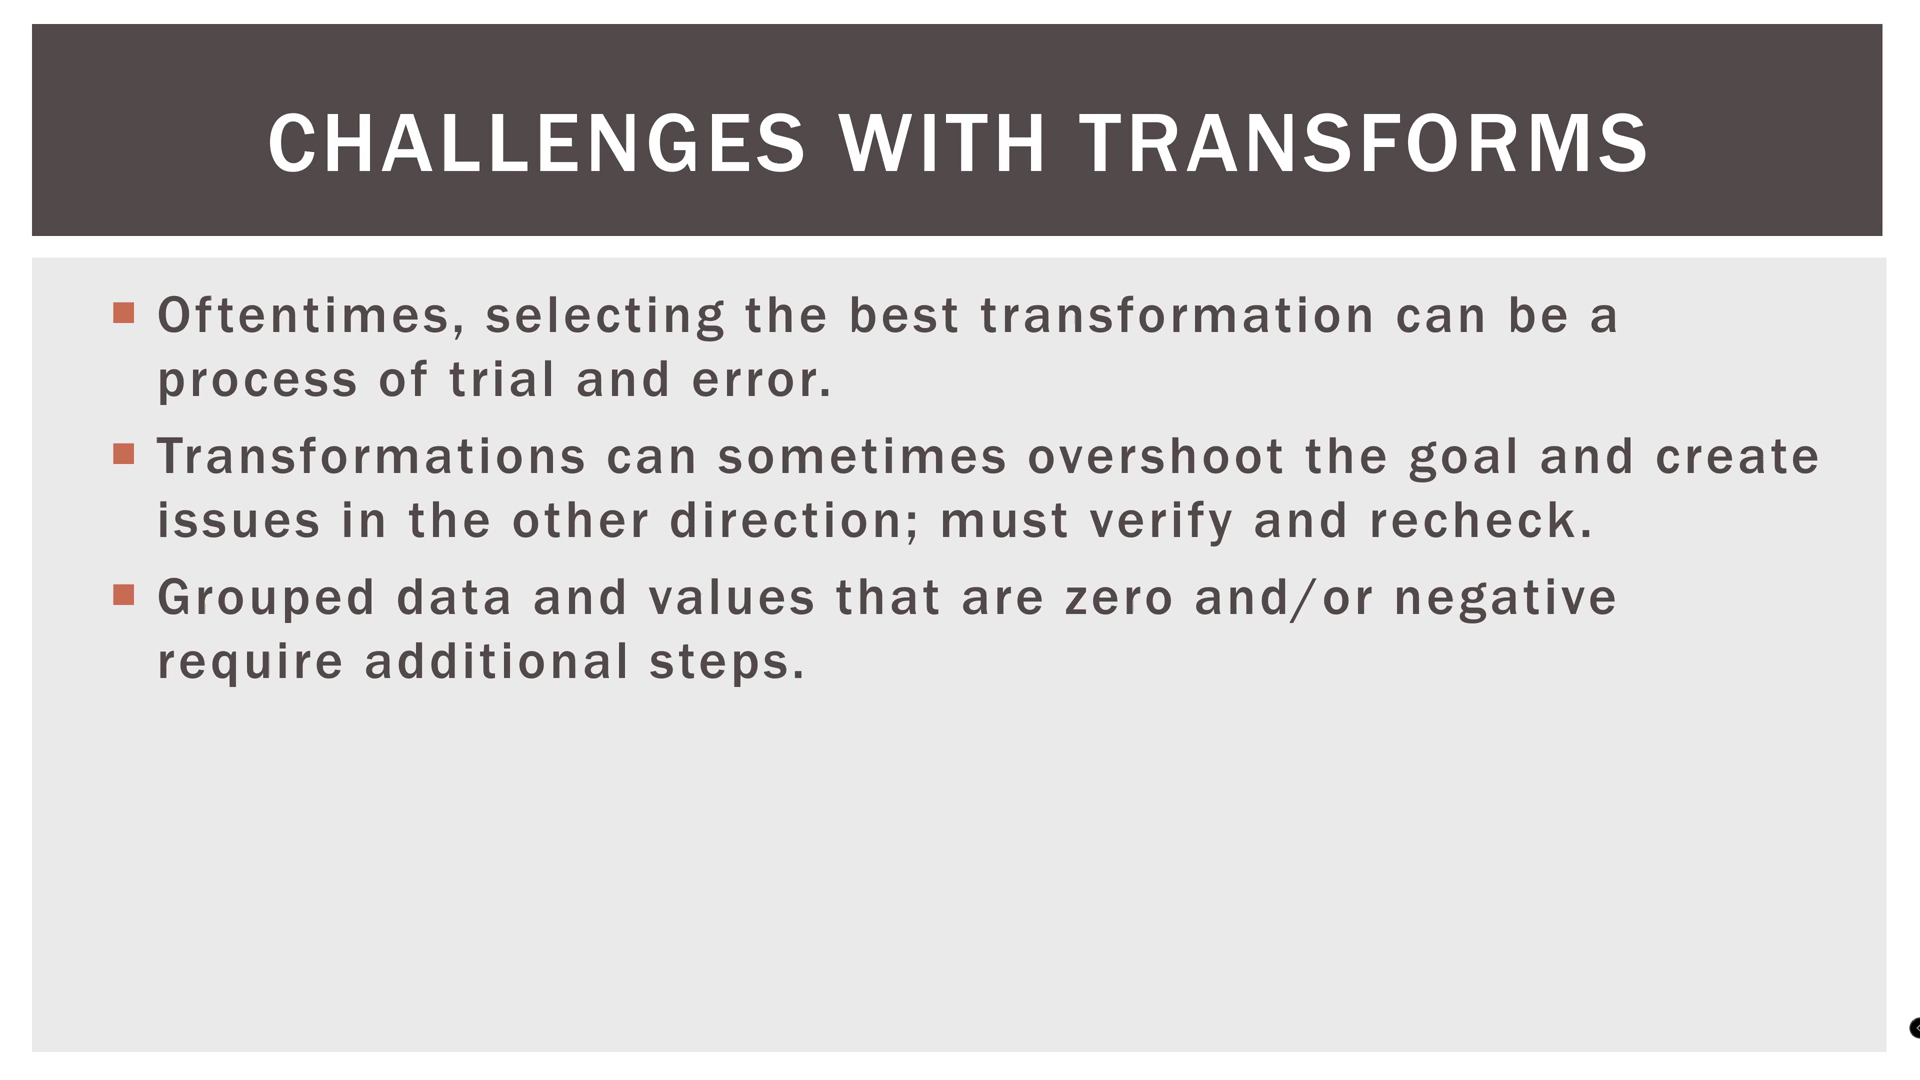 CHALLENGES WITH TRANSFORMS
Oftentimes, selecting the best transformation can be a
process of trial and error.
Transformations can sometimes overshoot the goal and create
issues in the other direction; must verify and recheck.
Grouped data and values that are zero and/or negative
require additional steps.